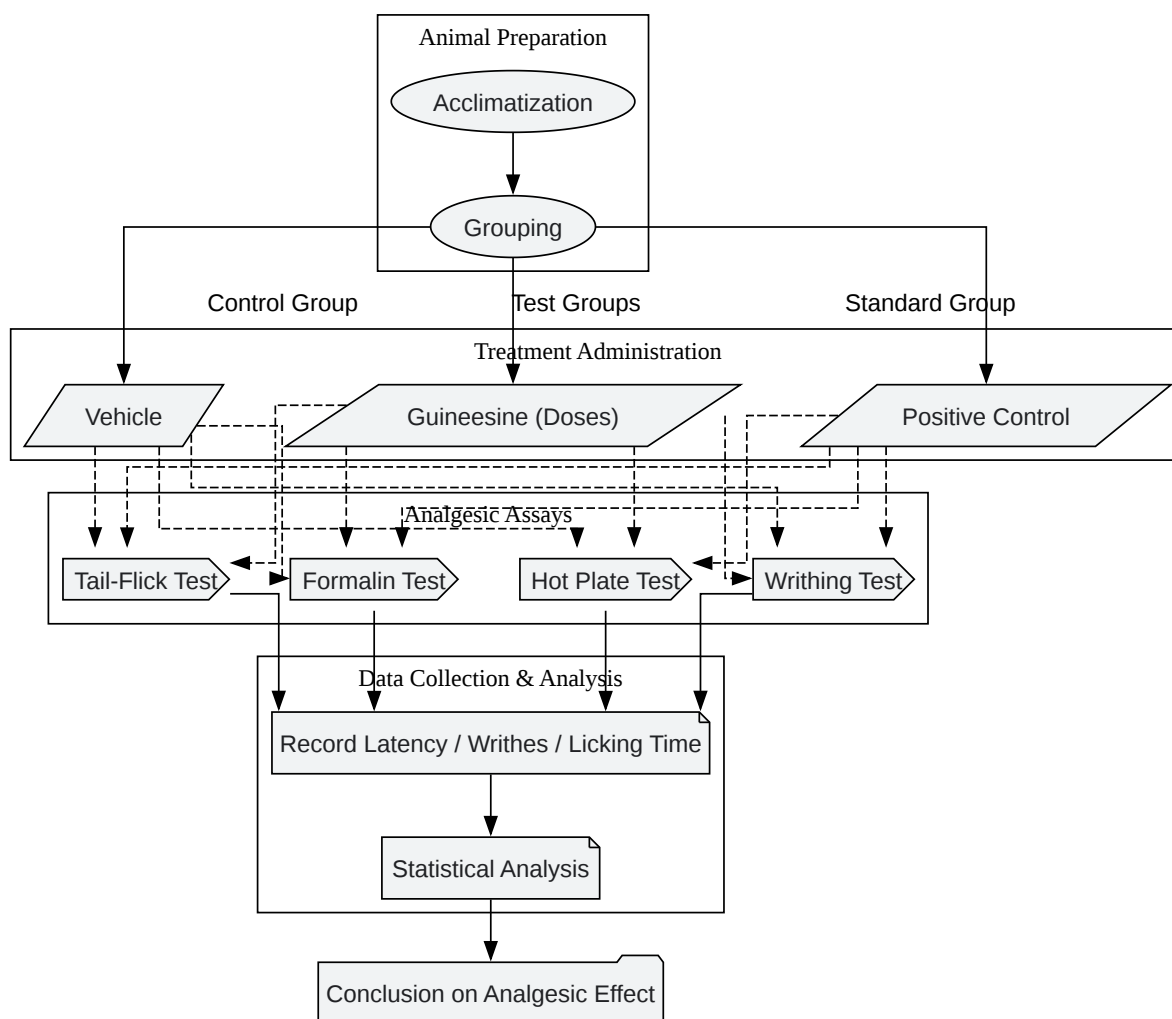 Animal Preparation
Acclimatization
Grouping
Control Group
Test Groups
Standard Group
Treatment Administration
Vehicle
Guineesine (Doses)
Positive Control
Analgesic Assays
Tail-Flick Test
Formalin Test
Hot Plate Test
Writhing Test
Data Collection & Analysis
Record Latency / Writhes / Licking Time
Statistical Analysis
Conclusion on Analgesic Effect